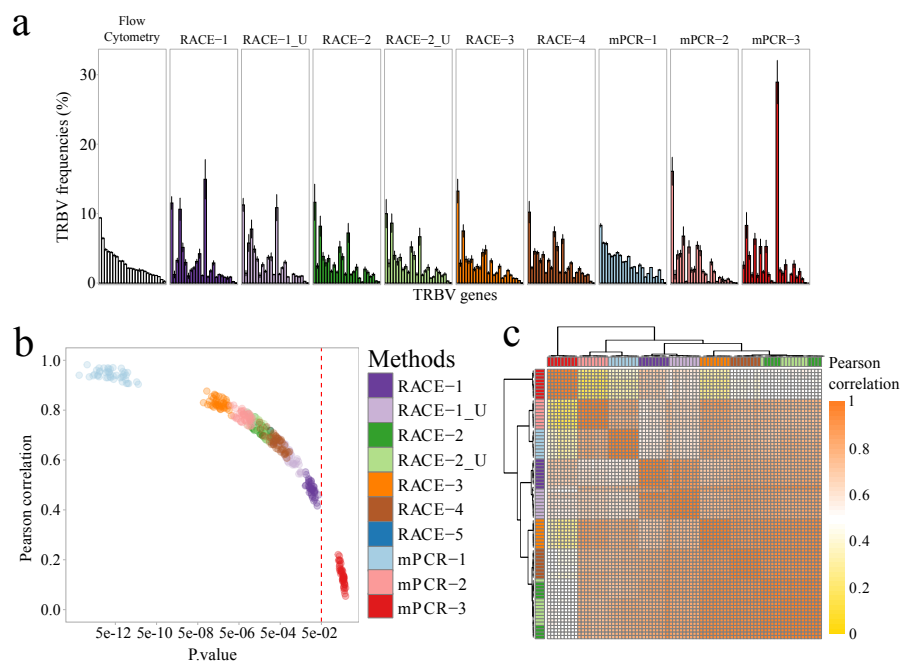 a
Flow
Cytometry
RACE−1
RACE−1_U
RACE−2
RACE−2_U
RACE−3
RACE−4
mPCR−1
mPCR−2
mPCR−3
TRBV frequencies (%)
30
20
10
0
TRBV genes
b
Pearson correlation
1.0
0.8
0.6
0.4
0.2
0.0
5e−12
5e−10
5e−08
5e−06
5e−04
5e−02
P.value
Methods
RACE−1
RACE−1_U
RACE−2
RACE−2_U
RACE−3
RACE−4
RACE−5
mPCR−1
mPCR−2
mPCR−3
c
Pearson
correlation
1
0.8
0.6
0.4
0.2
0